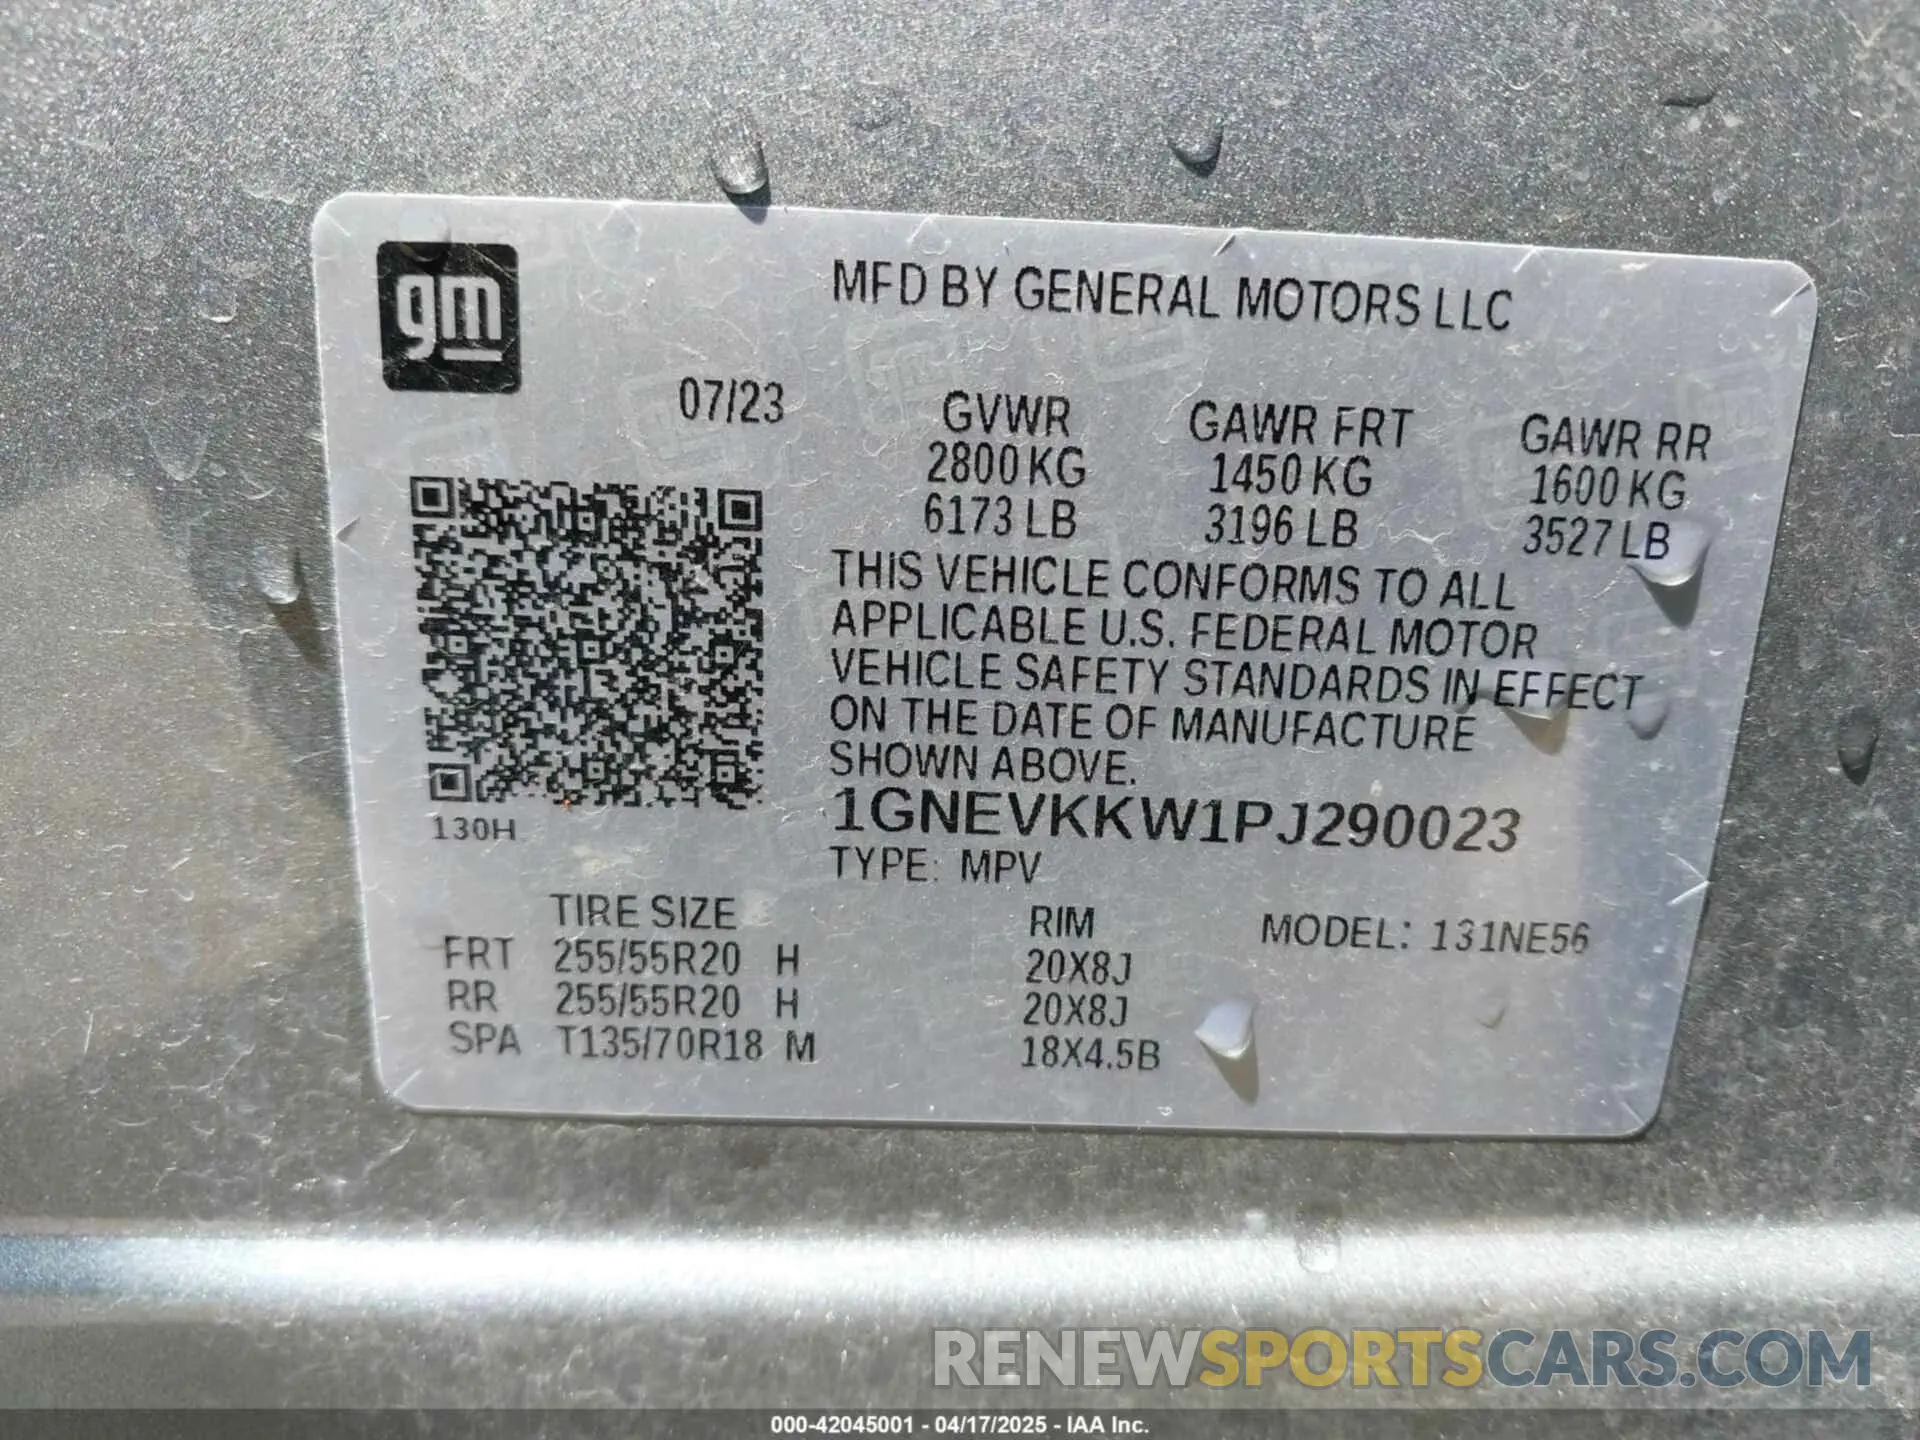 gm
MFD BY GENERAL MOTORS LLC
07/23
GVWR GAWR FRT GAWR RR
2800 KG 1450 KG 1600 KG
6173 LB 3196 LB 3527 LB
THIS VEHICLE CONFORMS TO ALL
APPLICABLE U.S. FEDERAL MOTOR
VEHICLE SAFETY STANDARDS IN EFFECT
ON THE DATE OF MANUFACTURE
SHOWN ABOVE.
1GNEVKKW1PJ290023
130H
TYPE: MPV
TIRE SIZE RIM MODEL: 131NE56
FRT 255/55R20 H 20X8J
RR 255/55R20 H 20X8J
SPA T135/70R18 M 18X4.5B
RENEWSPORTSCARS.COM
000-42045001 - 04/17/2025 - IAA Inc.